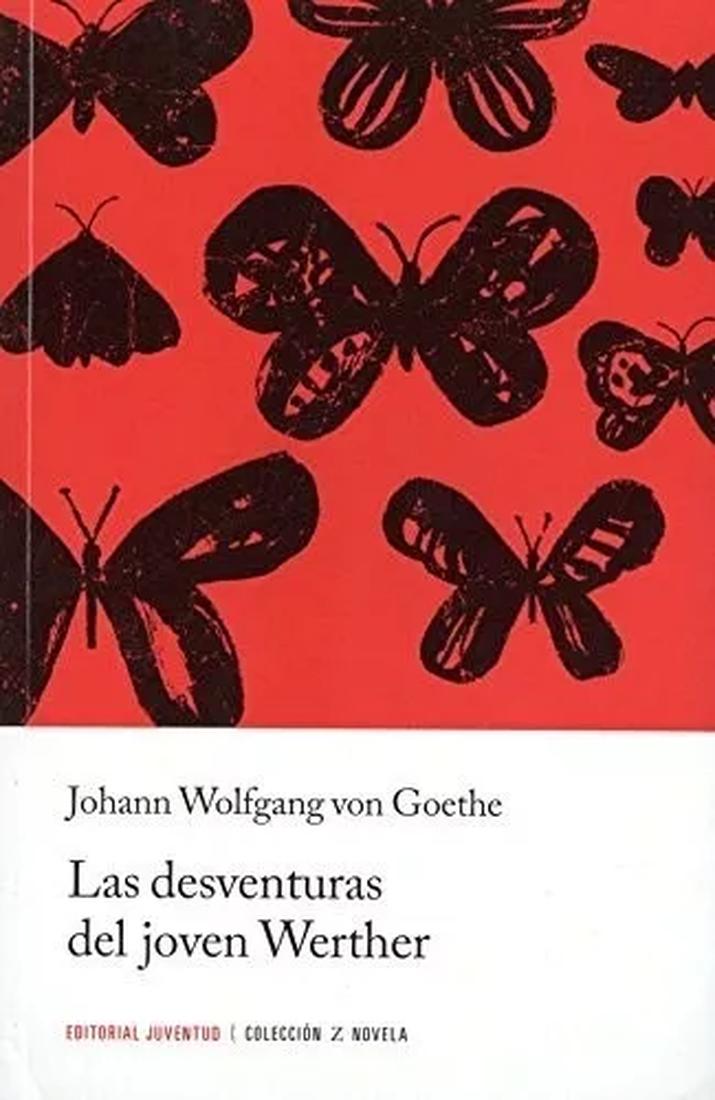 Johann Wolfgang von Goethe
Las desventuras
del joven Werther
EDITORIAL JUVENTUD | COLECCIÓN Z NOVELA